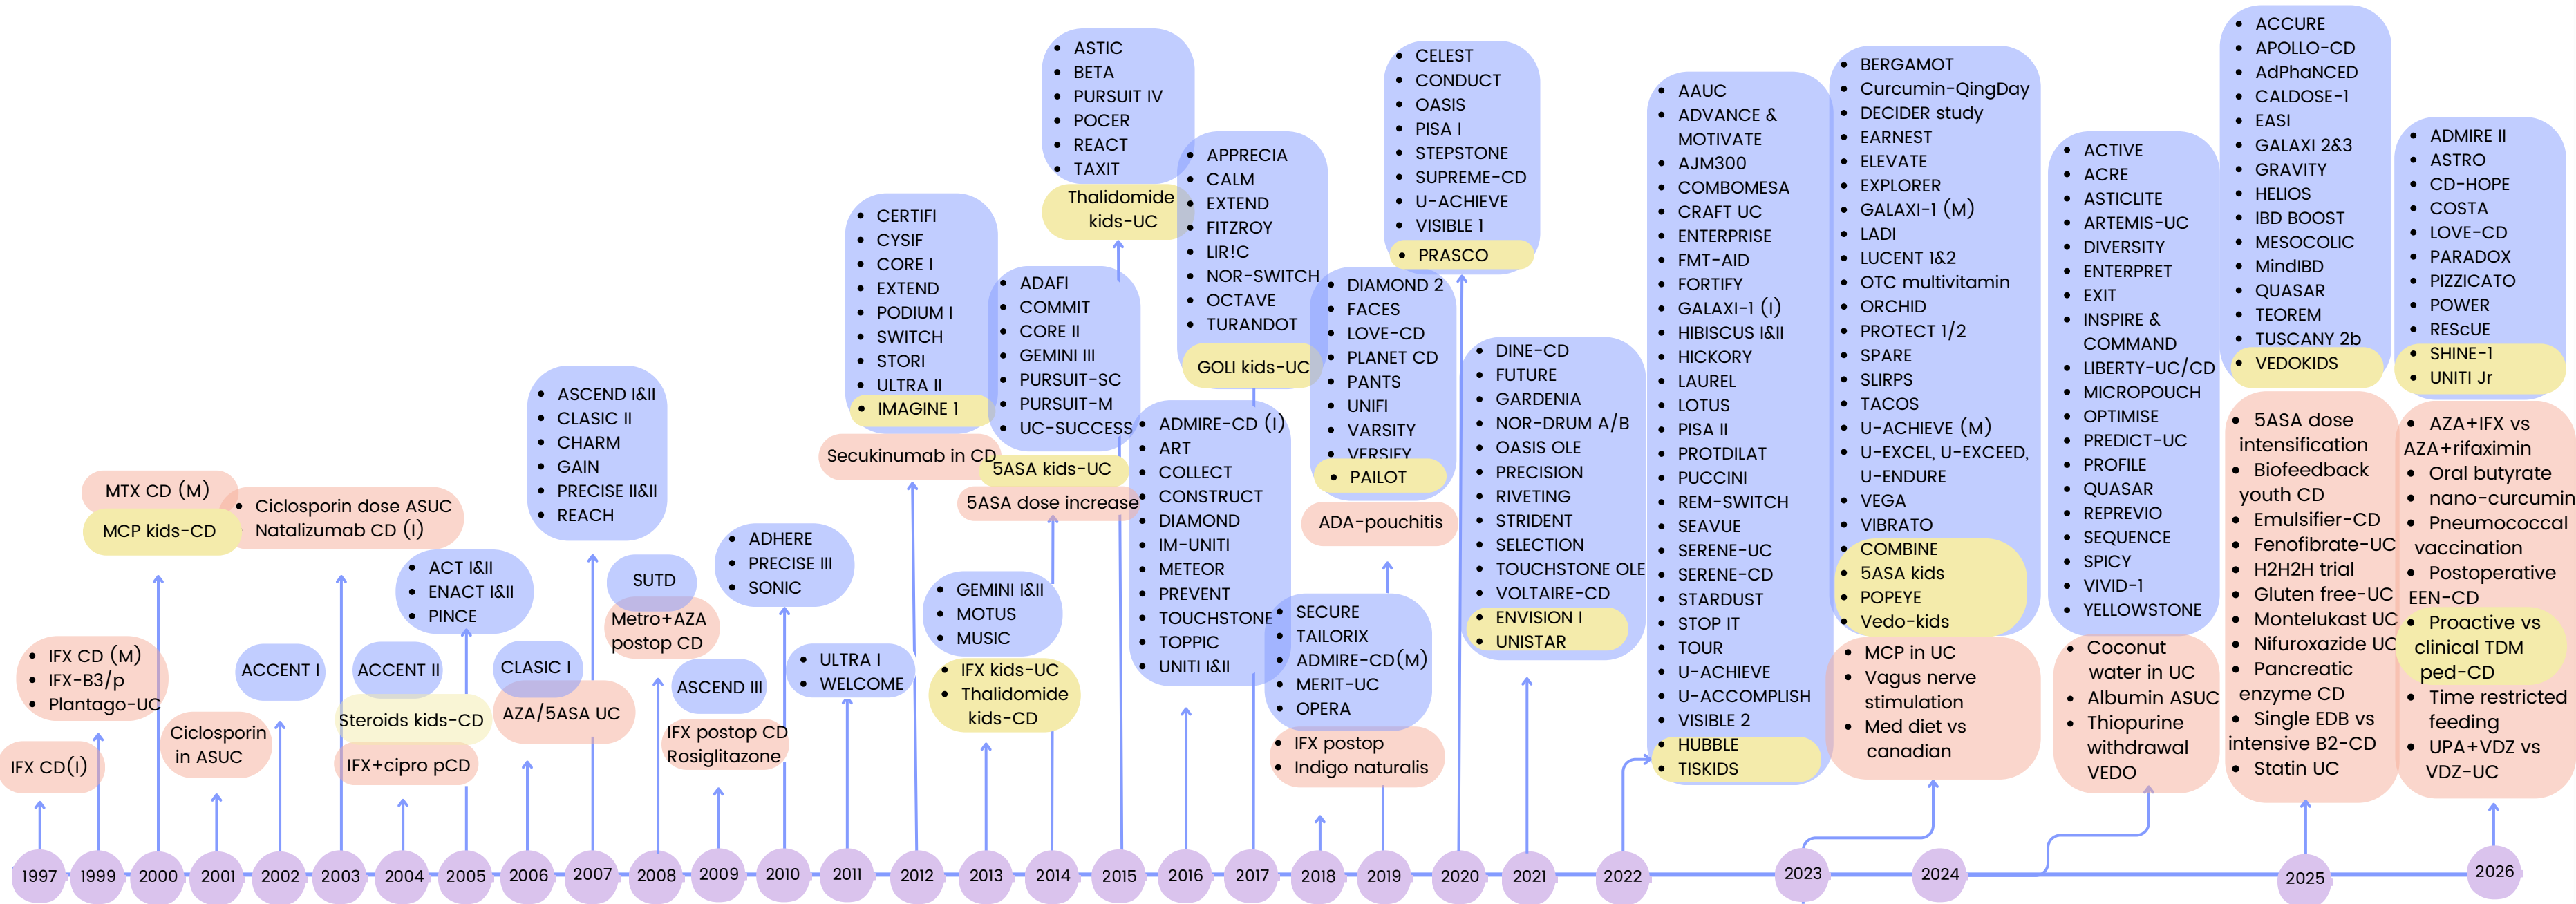 IFX CD(I)
IFX CD (M)
IFX-B3/p
Plantago-UC
MTX CD (M)
MCP kids-CD
Ciclosporin
in ASUC
ACCENT I
Ciclosporin dose ASUC
Natalizumab CD (I)
ACCENT II
Steroids kids-CD
IFX+cipro pCD
ACT I&II
ENACT I&II
PINCE
CLASIC I
AZA/5ASA UC
ASCEND I&II
CLASIC II
CHARM
GAIN
PRECISE II&II
REACH
SUTD
Metro+AZA
postop CD
ASCEND III
IFX postop CD
Rosiglitazone
ADHERE
PRECISE III
SONIC
ULTRA I
WELCOME
CERTIFI
CYSIF
CORE I
EXTEND
PODIUM I
SWITCH
STORI
ULTRA II
IMAGINE 1
Secukinumab in CD
GEMINI I&II
MOTUS
MUSIC
IFX kids-UC
Thalidomide
kids-CD
ADAFI
COMMIT
CORE II
GEMINI III
PURSUIT-SC
PURSUIT-M
UC-SUCCESS
5ASA kids-UC
5ASA dose increase
ASTIC
BETA
PURSUIT IV
POCER
REACT
TAXIT
Thalidomide
kids-UC
ADMIRE-CD (I)
ART
COLLECT
CONSTRUCT
DIAMOND
IM-UNITI
METEOR
PREVENT
TOUCHSTONE
TOPPIC
UNITI I&II
APPRECIA
CALM
EXTEND
FITZROY
LIR!C
NOR-SWITCH
OCTAVE
TURANDOT
GOLI kids-UC
SECURE
TAILORIX
ADMIRE-CD(M)
MERIT-UC
OPERA
IFX postop
Indigo naturalis
DIAMOND 2
FACES
LOVE-CD
PLANET CD
PANTS
UNIFI
VARSITY
VERSIFY
PAILOT
ADA-pouchitis
CELEST
CONDUCT
OASIS
PISA I
STEPSTONE
SUPREME-CD
U-ACHIEVE
VISIBLE 1
PRASCO
DINE-CD
FUTURE
GARDENIA
NOR-DRUM A/B
OASIS OLE
PRECISION
RIVETING
STRIDENT
SELECTION
TOUCHSTONE OLE
VOLTAIRE-CD
ENVISION I
UNISTAR
AAUC
ADVANCE &
MOTIVATE
AJM300
COMBOMESA
CRAFT UC
ENTERPRISE
FMT-AID
FORTIFY
GALAXI-1 (I)
HIBISCUS I&II
HICKORY
LAUREL
LOTUS
PISA II
PROTDILAT
PUCCINI
REM-SWITCH
SEAVUE
SERENE-UC
SERENE-CD
STARDUST
STOP IT
TOUR
U-ACHIEVE
U-ACCOMPLISH
VISIBLE 2
HUBBLE
TISKIDS
BERGAMOT
Curcumin-QingDay
DECIDER study
EARNEST
ELEVATE
EXPLORER
GALAXI-1 (M)
LADI
LUCENT 1&2
OTC multivitamin
ORCHID
PROTECT 1/2
SPARE
SLIRPS
TACOS
U-ACHIEVE (M)
U-EXCEL, U-EXCEED,
U-ENDURE
VEGA
VIBRATO
COMBINE
5ASA kids
POPEYE
Vedo-kids
MCP in UC
Vagus nerve
stimulation
Med diet vs
canadian
ACTIVE
ACRE
ASTICLITE
ARTEMIS-UC
DIVERSITY
ENTERPRET
EXIT
INSPIRE &
COMMAND
LIBERTY-UC/CD
MICROPOUCH
OPTIMISE
PREDICT-UC
PROFILE
QUASAR
REPREVIO
SEQUENCE
SPICY
VIVID-1
YELLOWSTONE
Coconut
water in UC
Albumin ASUC
Thiopurine
withdrawal
VEDO
ACCURE
APOLLO-CD
AdPhaNCED
CALDOSE-1
EASI
GALAXI 2&3
GRAVITY
HELIOS
IBD BOOST
MESOCOLIC
MindIBD
QUASAR
TEOREM
TUSCANY 2b
VEDOKIDS
5ASA dose
intensification
Biofeedback
youth CD
Emulsifier-CD
Fenofibrate-UC
H2H2H trial
Gluten free-UC
Montelukast UC
Nifuroxazide UC
Pancreatic
enzyme CD
Single EDB vs
intensive B2-CD
Statin UC
ADMIRE II
ASTRO
CD-HOPE
COSTA
LOVE-CD
PARADOX
PIZZICATO
POWER
REScUE
SHINE-1
UNITI Jr
AZA+IFX vs
AZA+rifaximin
Oral butyrate
nano-curcumin
Pneumococcal
vaccination
Postoperative
EEN-CD
Proactive vs
clinical TDM
ped-CD
Time restricted
feeding
UPA+VDZ vs
VDZ-UC
1997
1999
2000
2001
2002
2003
2004
2005
2006
2007
2008
2009
2010
2011
2012
2013
2014
2015
2016
2017
2018
2019
2020
2021
2022
2023
2024
2025
2026